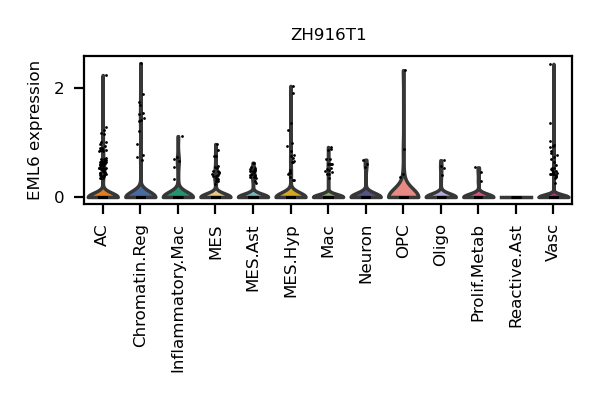 ZH916T1
EML6 expression
2
0
AC
Chromatin.Reg
Inflammatory.Mac
MES
MES.Ast
MES.Hyp
Mac
Neuron
OPC
Oligo
Prolif.Metab
Reactive.Ast
Vasc